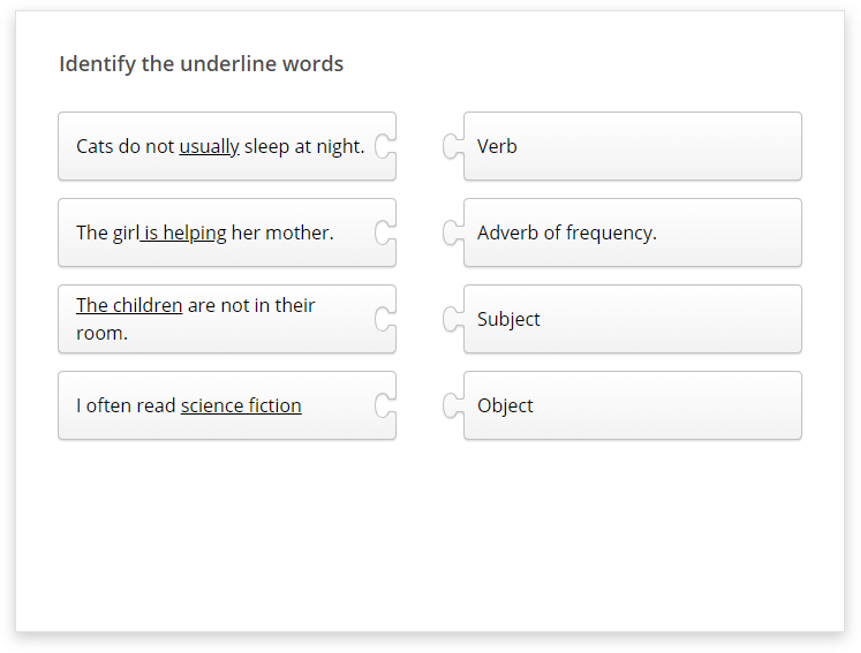 Identify the underline words
Cats do not usually sleep at night.
Verb
The girl is helping her mother.
Adverb of frequency.
The children are not in their
room.
Subject
I often read science fiction
Object